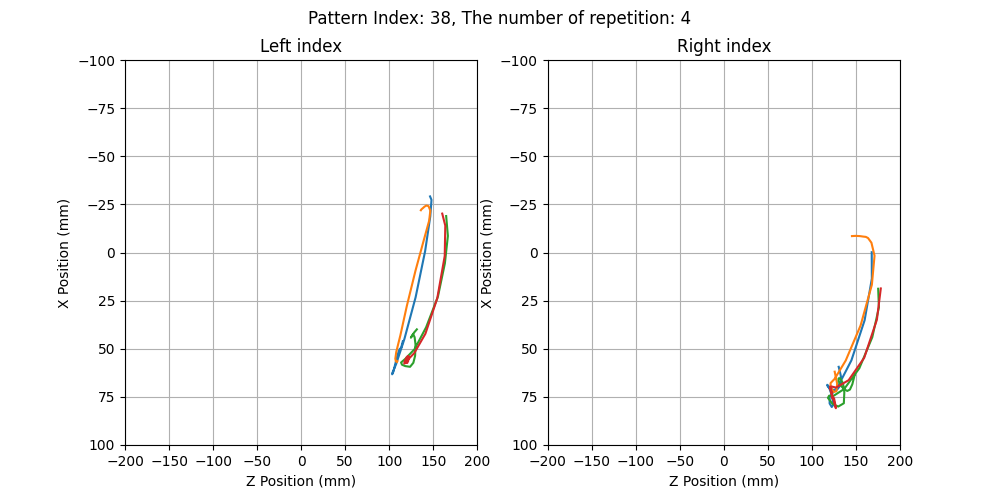 Pattern Index: 38, The number of repetition: 4
Left index
Right index
−100
−75
−50
−25
0
25
50
75
100
X Position (mm)
−200 −150 −100 −50 0 50 100 150 200
Z Position (mm)
−100
−75
−50
−25
0
25
50
75
100
X Position (mm)
−200 −150 −100 −50 0 50 100 150 200
Z Position (mm)